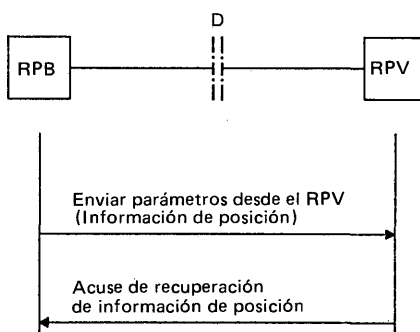 D
RPB
RPV
Enviar parámetros desde el RPV
(Información de posición)
Acuse de recuperación
de información de posición